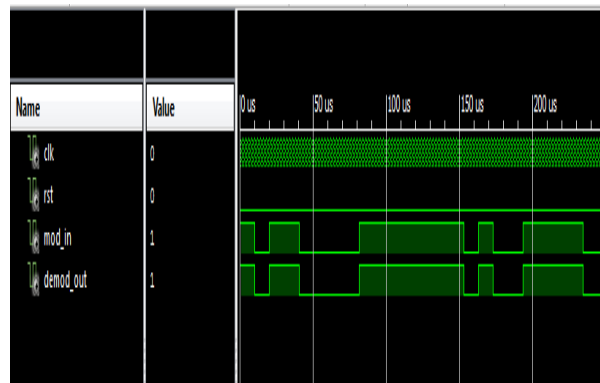 Name Value 0 us 50 us 100 us 150 us 200 us
clk 0
rst 0
mod_in 1
demod_out 1